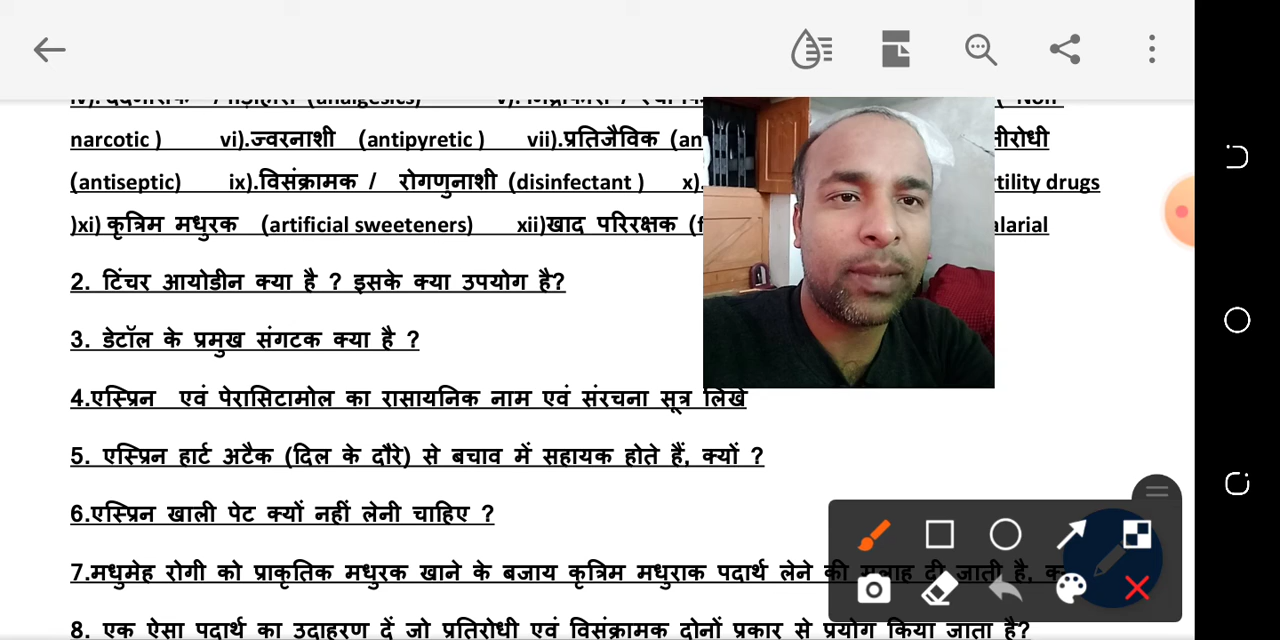 (analgesics) v).
narcotic ) vi).ज्वरनाशी (antipyretic ) vii).प्रतिजैविक
(antiseptic) ix).विसंक्रामक / रोगणुनाशी (disinfectant ) x). drugs
)xi) कृत्रिम मधुरक (artificial sweeteners) xii)खाद परिरक्षक
2. टिंचर आयोडीन क्या है ? इसके क्या उपयोग है?
3. डेटॉल के प्रमुख संगटक क्या है ?
4.एस्प्रिन एवं पेरासिटामोल का रासायनिक नाम एवं संरचना सूत्र लिखे
5. एस्प्रिन हार्ट अटैक (दिल के दौरे) से बचाव में सहायक होते हैं, क्यों ?
6.एस्प्रिन खाली पेट क्यों नहीं लेनी चाहिए ?
7.मधुमेह रोगी को प्राकृतिक मधुरक खाने के बजाय कृत्रिम मधुराक पदार्थ लेने की सलाह दी जाती है,
8. एक ऐसा पदार्थ का उदाहरण दें जो प्रतिरोधी एवं विसंक्रामक दोनों प्रकार से प्रयोग किया जाता है?